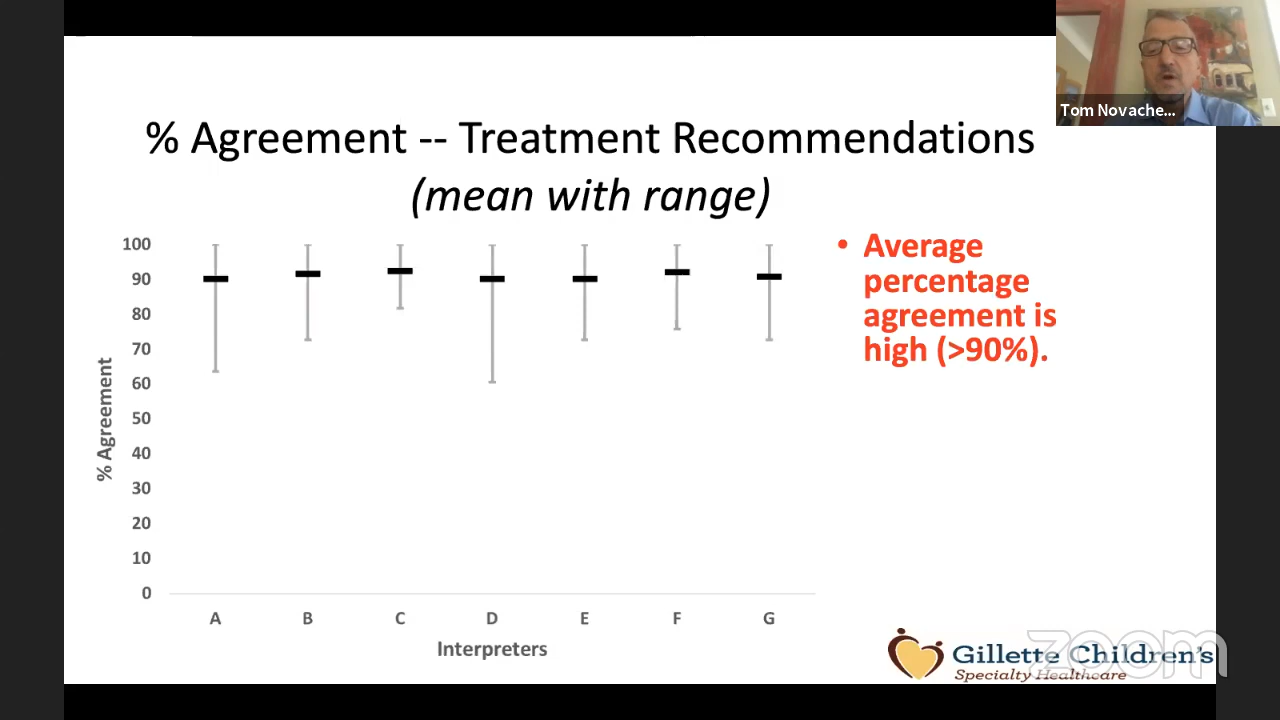 Tom Novache...
% Agreement -- Treatment Recommendations
(mean with range)
100
90
80
70
60
50
40
30
20
10
0
% Agreement
A B C D E F G
Interpreters
• Average
percentage
agreement is
high (>90%).
zoom
Gillette Children's
Specialty Healthcare